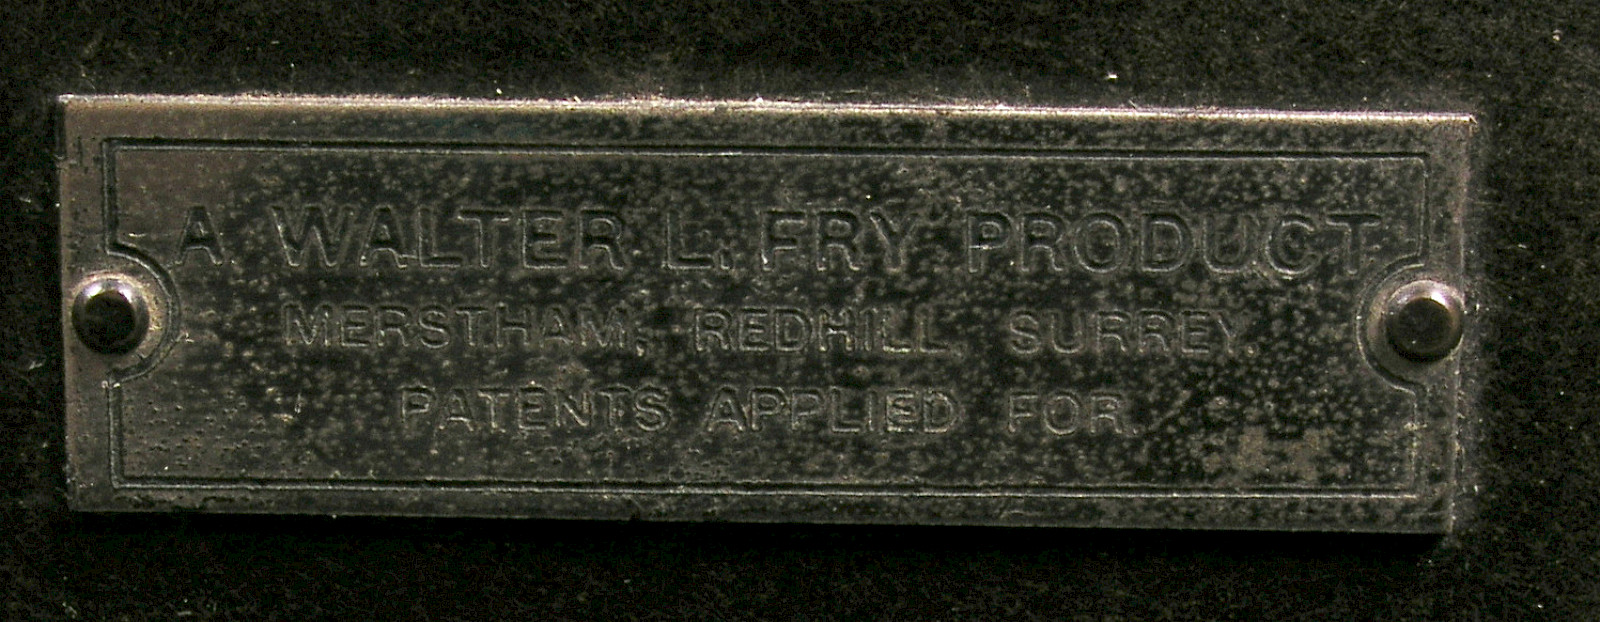 A WALTER L. FRY PRODUCT
MERSTHAM, REDHILL, SURREY.
PATENTS APPLIED FOR.